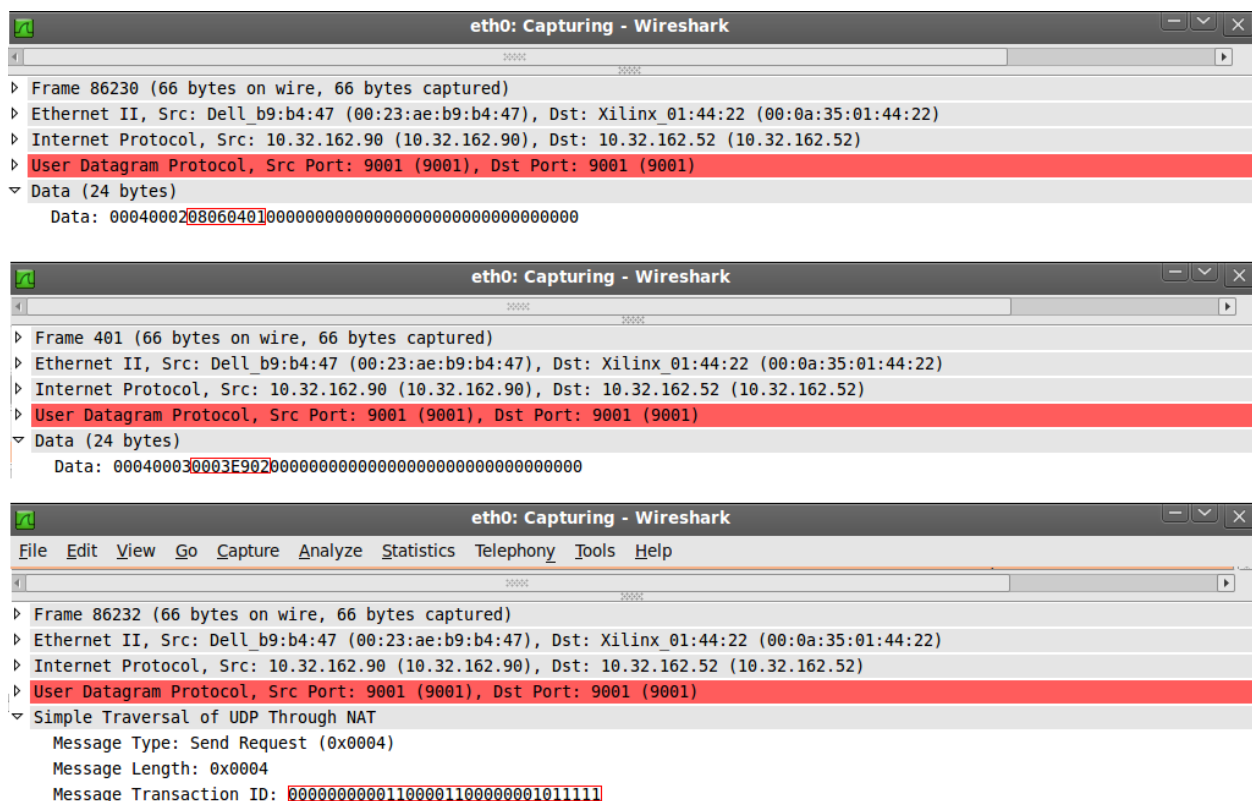 eth0: Capturing - Wireshark
Frame 86230 (66 bytes on wire, 66 bytes captured)
Ethernet II, Src: Dell_b9:b4:47 (00:23:ae:b9:b4:47), Dst: Xilinx_01:44:22 (00:0a:35:01:44:22)
Internet Protocol, Src: 10.32.162.90 (10.32.162.90), Dst: 10.32.162.52 (10.32.162.52)
User Datagram Protocol, Src Port: 9001 (9001), Dst Port: 9001 (9001)
Data (24 bytes)
Data: 000400020806040100000000000000000000000000000000
eth0: Capturing - Wireshark
Frame 401 (66 bytes on wire, 66 bytes captured)
Ethernet II, Src: Dell_b9:b4:47 (00:23:ae:b9:b4:47), Dst: Xilinx_01:44:22 (00:0a:35:01:44:22)
Internet Protocol, Src: 10.32.162.90 (10.32.162.90), Dst: 10.32.162.52 (10.32.162.52)
User Datagram Protocol, Src Port: 9001 (9001), Dst Port: 9001 (9001)
Data (24 bytes)
Data: 000400030003E90200000000000000000000000000000000
eth0: Capturing - Wireshark
File Edit View Go Capture Analyze Statistics Telephony Tools Help
Frame 86232 (66 bytes on wire, 66 bytes captured)
Ethernet II, Src: Dell_b9:b4:47 (00:23:ae:b9:b4:47), Dst: Xilinx_01:44:22 (00:0a:35:01:44:22)
Internet Protocol, Src: 10.32.162.90 (10.32.162.90), Dst: 10.32.162.52 (10.32.162.52)
User Datagram Protocol, Src Port: 9001 (9001), Dst Port: 9001 (9001)
Simple Traversal of UDP Through NAT
Message Type: Send Request (0x0004)
Message Length: 0x0004
Message Transaction ID: 00000000001100001100000001011111